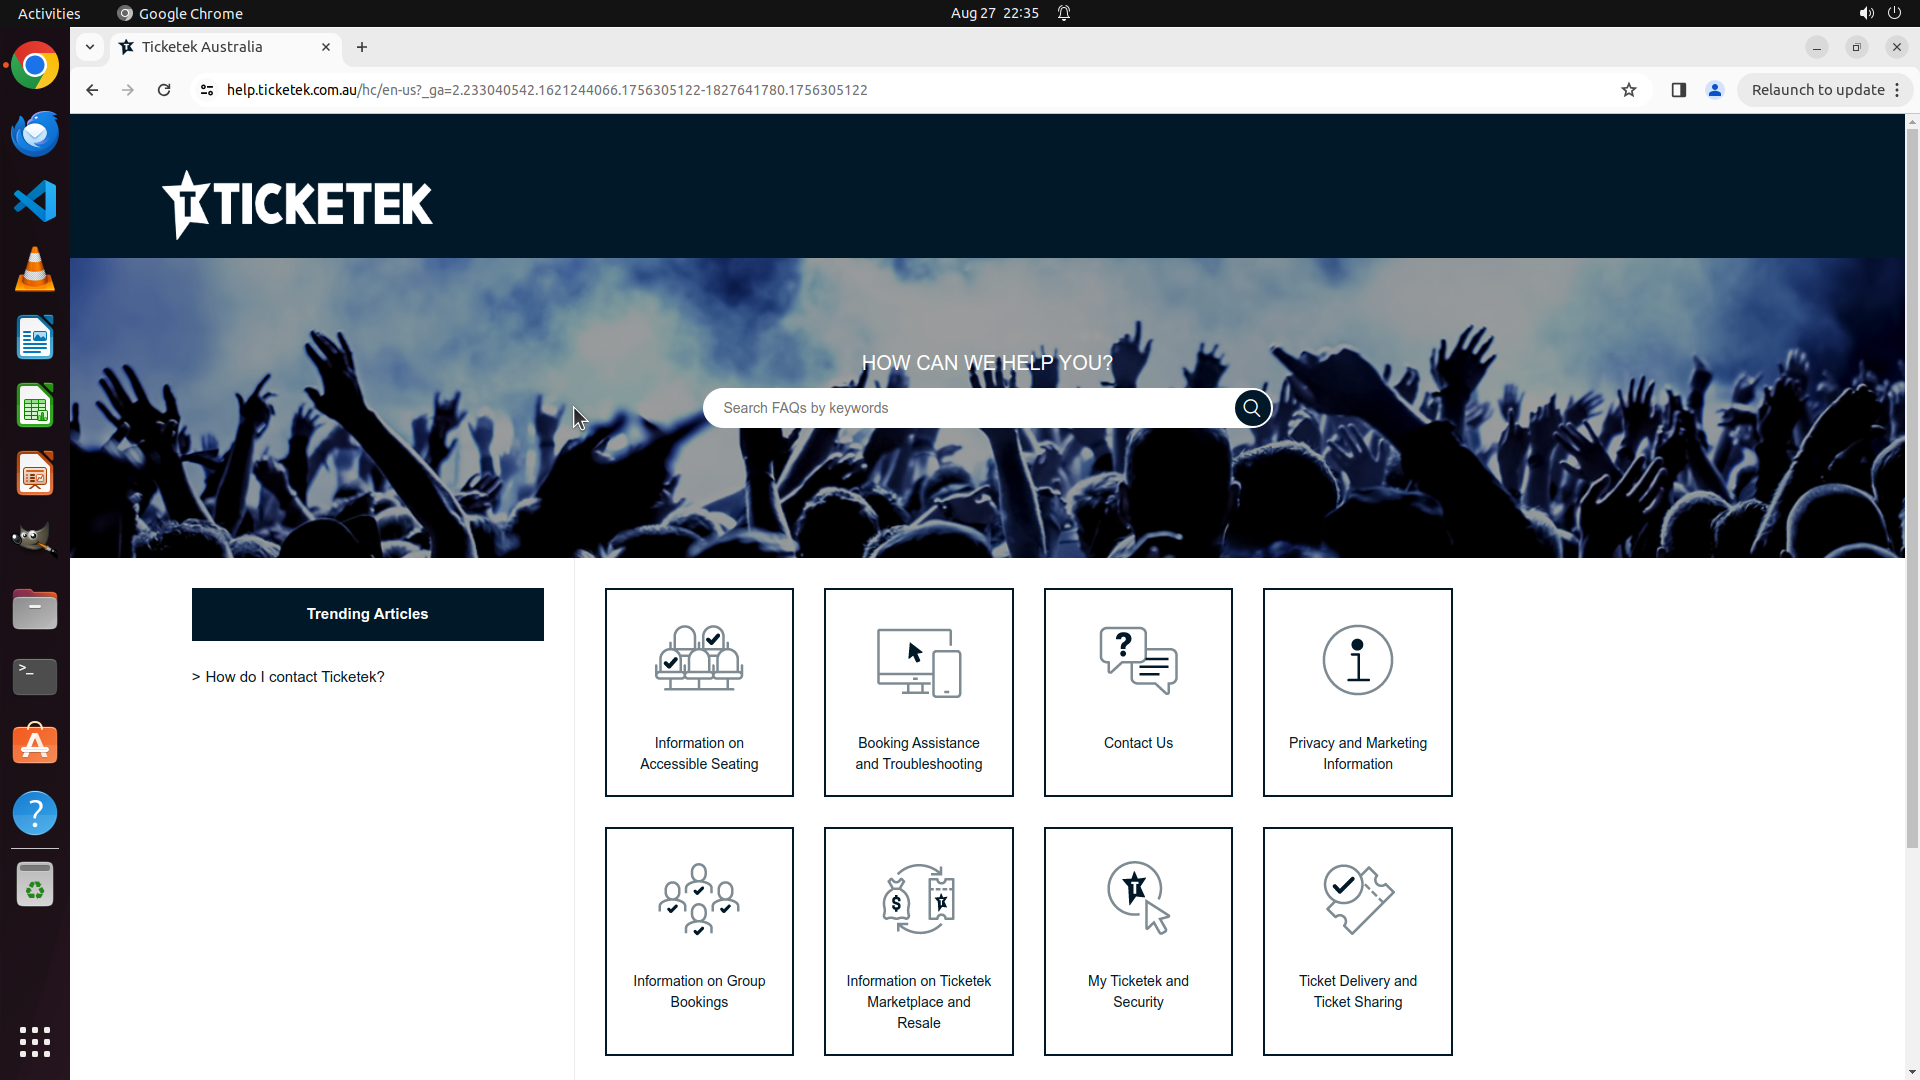 Activities
Google Chrome
Aug 27 22:35
Ticketek Australia
help.ticketek.com.au/hc/en-us?_ga=2.233040542.1621244066.1756305122-1827641780.1756305122
Relaunch to update
TICKETEK
HOW CAN WE HELP YOU?
Search FAQs by keywords
Trending Articles
> How do I contact Ticketek?
Information on
Accessible Seating
Booking Assistance
and Troubleshooting
Contact Us
Privacy and Marketing
Information
Information on Group
Bookings
Information on Ticketek
Marketplace and
Resale
My Ticketek and
Security
Ticket Delivery and
Ticket Sharing